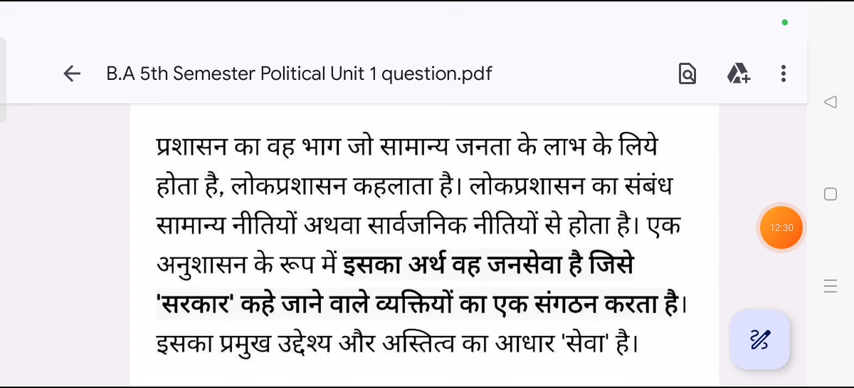 B.A 5th Semester Political Unit 1 question.pdf
प्रशासन का वह भाग जो सामान्य जनता के लाभ के लिये
होता है, लोकप्रशासन कहलाता है। लोकप्रशासन का संबंध
सामान्य नीतियों अथवा सार्वजनिक नीतियों से होता है। एक
अनुशासन के रूप में इसका अर्थ वह जनसेवा है जिसे
'सरकार' कहे जाने वाले व्यक्तियों का एक संगठन करता है।
इसका प्रमुख उद्देश्य और अस्तित्व का आधार 'सेवा' है।
12:30